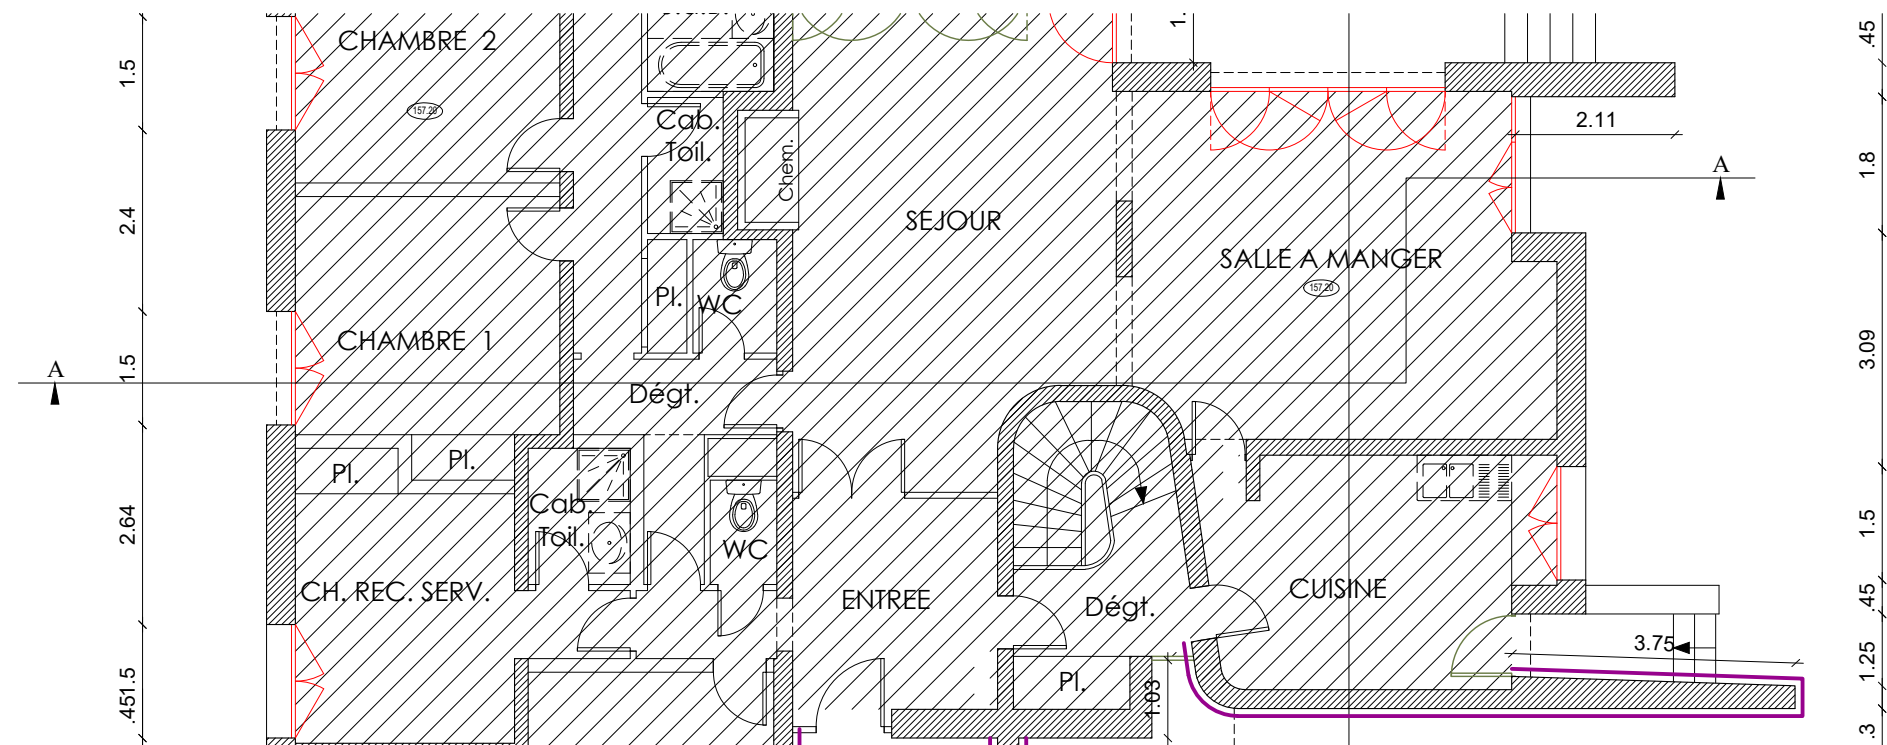 CHAMBRE 2
157.20
1.5
2.4
1.5
2.64
1.5
.45
A
CHAMBRE 1
Cab.
Toil.
Chem.
Pl.
WC
Dégt.
Pl.
Pl.
Cab.
Toil.
WC
CH. REC. SERV.
SEJOUR
SALLE A MANGER
157.20
2.11
A
ENTREE
Dégt.
Pl.
1.03
CUISINE
3.75
.45
1.8
3.09
1.5
.45
1.25
.3